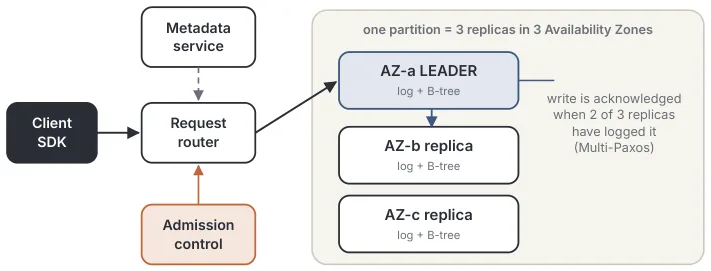 Metadata
service
one partition = 3 replicas in 3 Availability Zones
AZ-a LEADER
log + B-tree
Client
SDK
Request
router
write is acknowledged
when 2 of 3 replicas
have logged it
(Multi-Paxos)
AZ-b replica
log + B-tree
Admission
control
AZ-c replica
log + B-tree